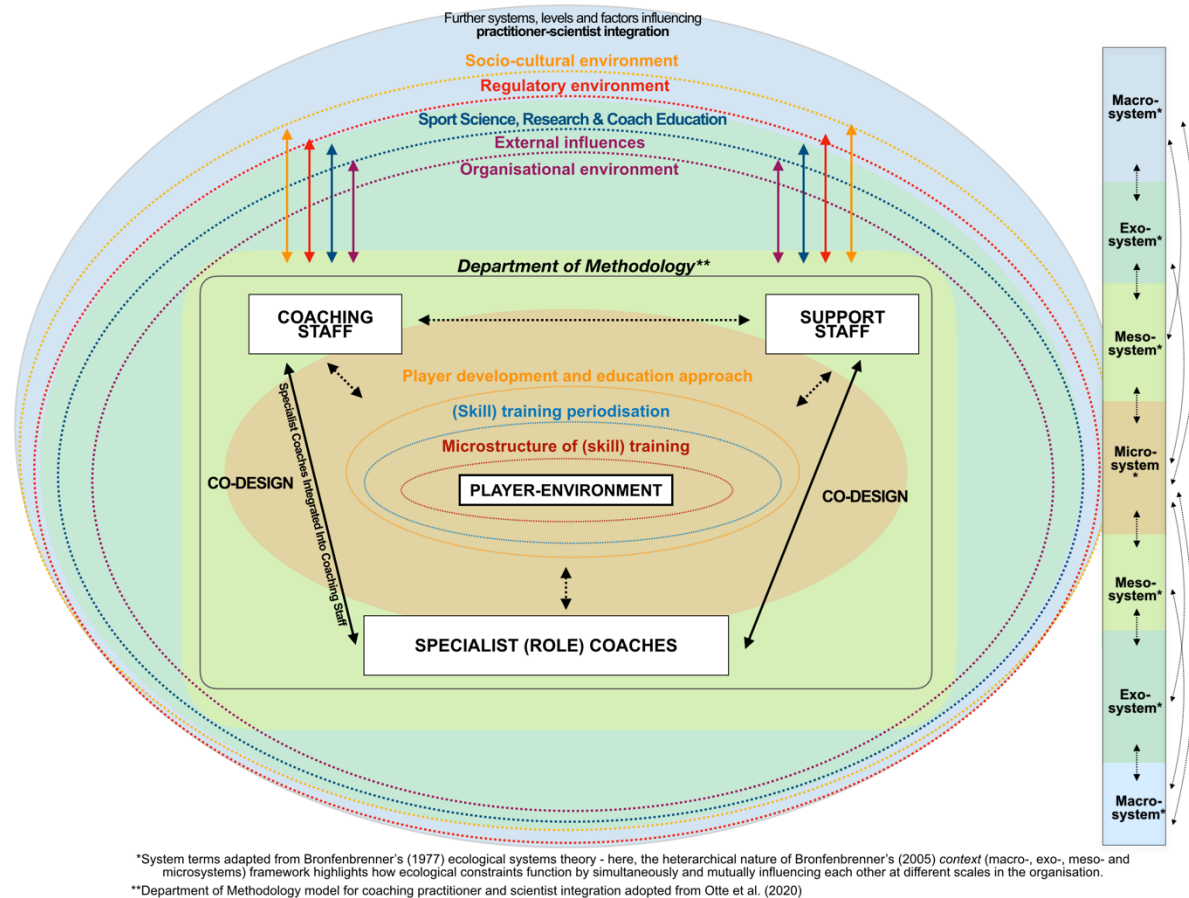 Further systems, levels and factors influencing
practitioner-scientist integration
Socio-cultural environment
Regulatory environment
Sport Science, Research & Coach Education
External influences
Organisational environment
Department of Methodology**
COACHING
STAFF
SUPPORT
STAFF
Player development and education approach
(Skill) training periodisation
Microstructure of (skill) training
PLAYER-ENVIRONMENT
CO-DESIGN
Specialist Coaches Integrated Into Coaching Staff
CO-DESIGN
SPECIALIST (ROLE) COACHES
Macro-
system*
Exo-
system*
Meso-
system*
Micro-
system
*
Meso-
system*
Exo-
system*
Macro-
system*
*System terms adapted from Bronfenbrenner's (1977) ecological systems theory - here, the heterarchical nature of Bronfenbrenner's (2005) context (macro-, exo-, meso- and
microsystems) framework highlights how ecological constraints function by simultaneously and mutually influencing each other at different scales in the organisation.
**Department of Methodology model for coaching practitioner and scientist integration adopted from Otte et al. (2020)